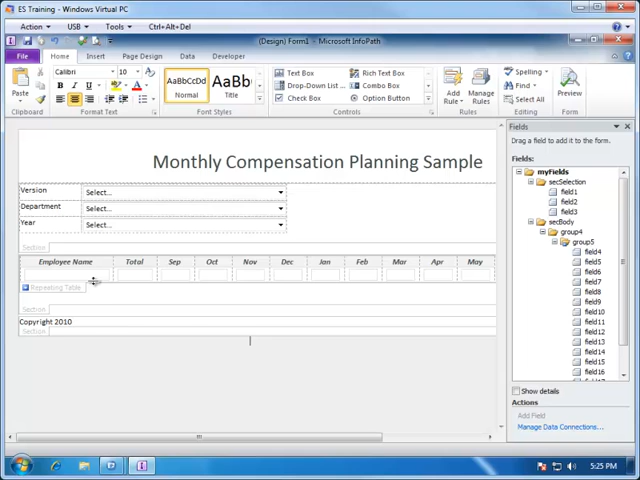 ES Training - Windows Virtual PC
Action USB Tools Ctrl+Alt+Del
(Design) Form1 - Microsoft InfoPath
File Home Insert Page Design Data Developer
Paste
Calibri 10
B I U
AaBbCcDd
Normal
AaBb
Title
Text Box Rich Text Box
Drop-Down List Combo Box
Check Box Option Button
Add Rules
Manage Rules
Spelling
Find
Select All
Preview
Clipboard Format Text Font Styles Controls Rules Editing Form
Fields
Drag a field to add it to the form.
Fields:
myFields
secSelection
field1
field2
field3
secBody
group4
group5
field4
field5
field6
field7
field8
field9
field10
field11
field12
field13
field14
field15
field16
Show details
Actions
Add Field
Manage Data Connections...
Monthly Compensation Planning Sample
Version Select...
Department Select...
Year Select...
Section
Employee Name Total Sep Oct Nov Dec Jan Feb Mar Apr May
Repeating Table
Section
Copyright 2010
Section
5:25 PM